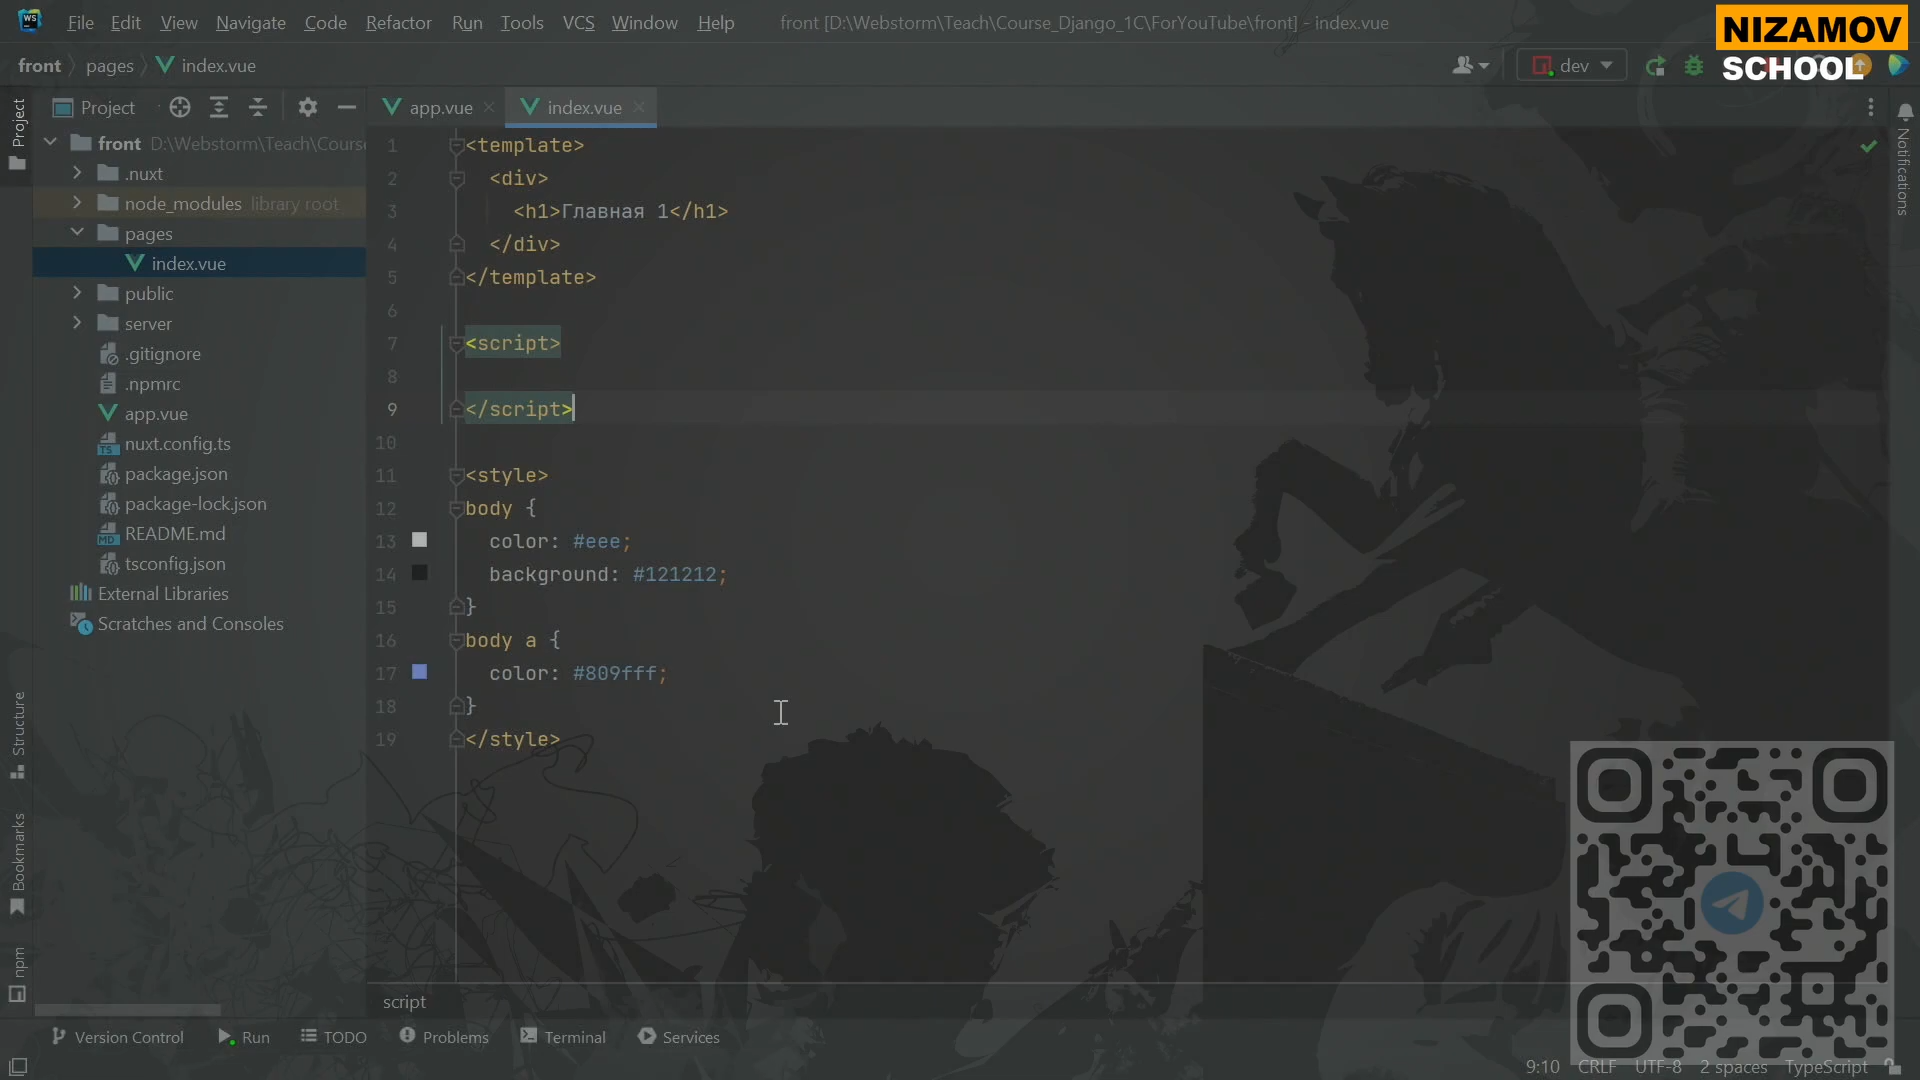 File Edit View Navigate Code Refactor Run Tools VCS Window Help front [D:\Webstorm\Teach\Course_Django_1C\ForYouTube\front] - index.vue
NIZAMOV
SCHOOL
front pages index.vue
dev
Project
app.vue
index.vue
Project
Notifications
front D:\Webstorm\Teach\Cours
.nuxt
node_modules library root
pages
index.vue
public
server
.gitignore
.npmrc
app.vue
nuxt.config.ts
package.json
package-lock.json
README.md
tsconfig.json
External Libraries
Scratches and Consoles
1 <template>
2 <div>
3 <h1>Главная 1</h1>
4 </div>
5 </template>
6
7 <script>
8
9 </script>
10
11 <style>
12 body {
13 color: #eee;
14 background: #121212;
15 }
16 body a {
17 color: #809fff;
18 }
19 </style>
Structure
Bookmarks
npm
script
Version Control Run TODO Problems Terminal Services
9:10 CRLF UTF-8 2 spaces TypeScript